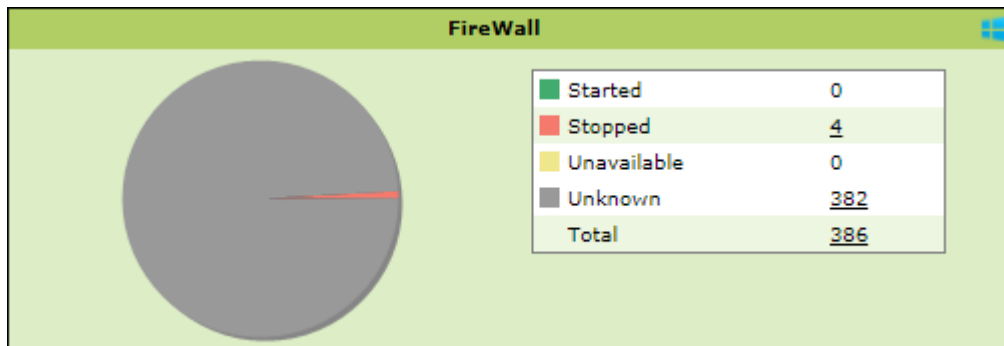 FireWall
Started 0
Stopped 4
Unavailable 0
Unknown 382
Total 386